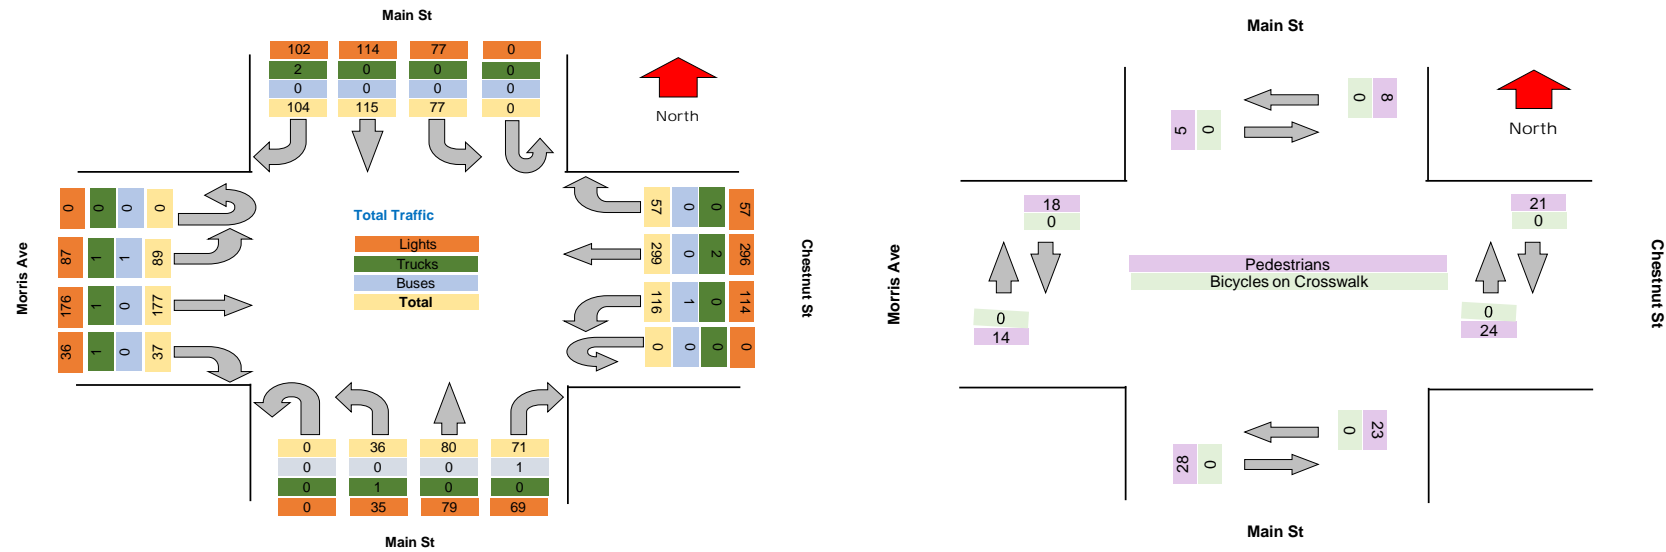 Main St
102 114 77 0
2 0 0 0
0 0 0 0
104 115 77 0
North
Morris Ave
0 0 0 0
87 1 1 89
176 1 0 177
36 1 0 37
Total Traffic
Lights
Trucks
Buses
Total
57 0 0 57
299 0 2 296
116 1 0 114
0 0 0 0
Chestnut St
0 36 80 71
0 0 0 1
0 1 0 0
0 35 79 69
Main St
Main St
0 8
5 0
North
18
0
21
0
Morris Ave
Pedestrians
Bicycles on Crosswalk
Chestnut St
0
14
0
24
0 23
28 0
Main St